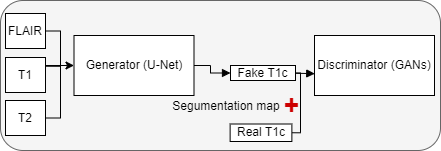 FLAIR
T1
T2
Generator (U-Net)
Fake T1c
Segumentation map
Real T1c
Discriminator (GANs)